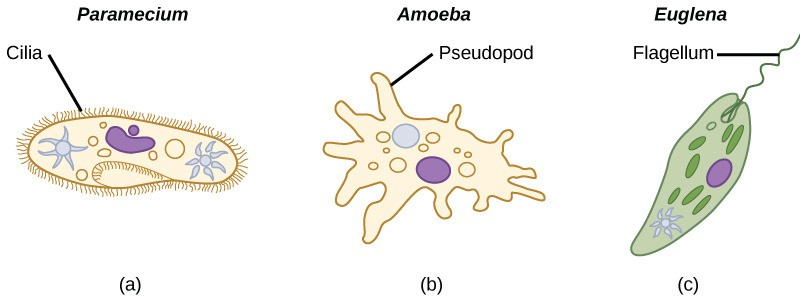 Paramecium
Amoeba
Euglena
Cilia
Pseudopod
Flagellum
(a)
(b)
(c)